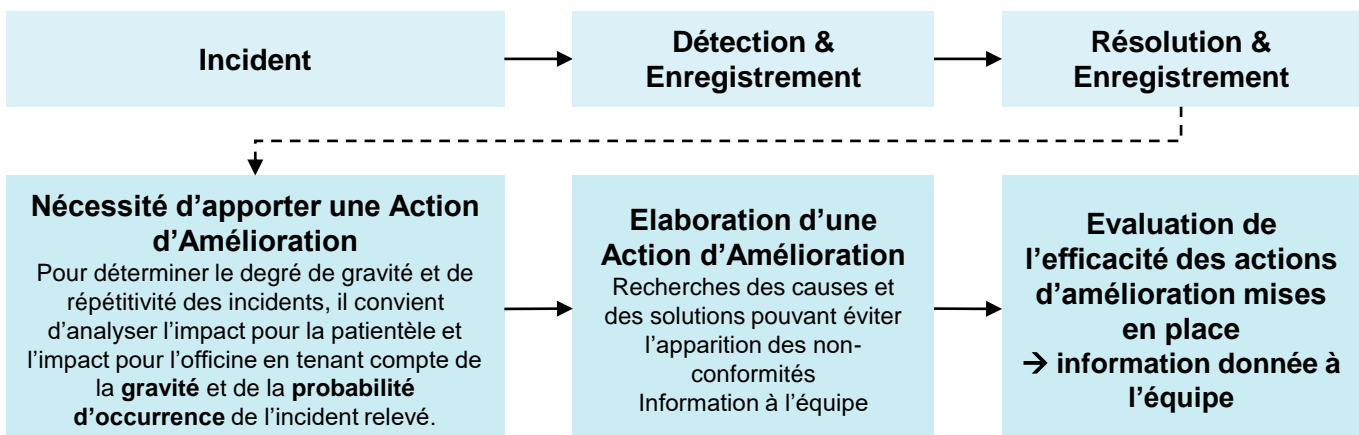 Incident
Détection &
Enregistrement
Résolution &
Enregistrement
Nécessité d’apporter une Action
d’Amélioration
Pour déterminer le degré de gravité et de
répétitivité des incidents, il convient
d’analyser l’impact pour la patientèle et
l’impact pour l’officine en tenant compte de
la gravité et de la probabilité
d’occurrence de l’incident relevé.
Elaboration d’une
Action d’Amélioration
Recherches des causes et
des solutions pouvant éviter
l’apparition des non-
conformités
Information à l’équipe
Evaluation de
l’efficacité des actions
d’amélioration mises
en place
→ information donnée à
l’équipe